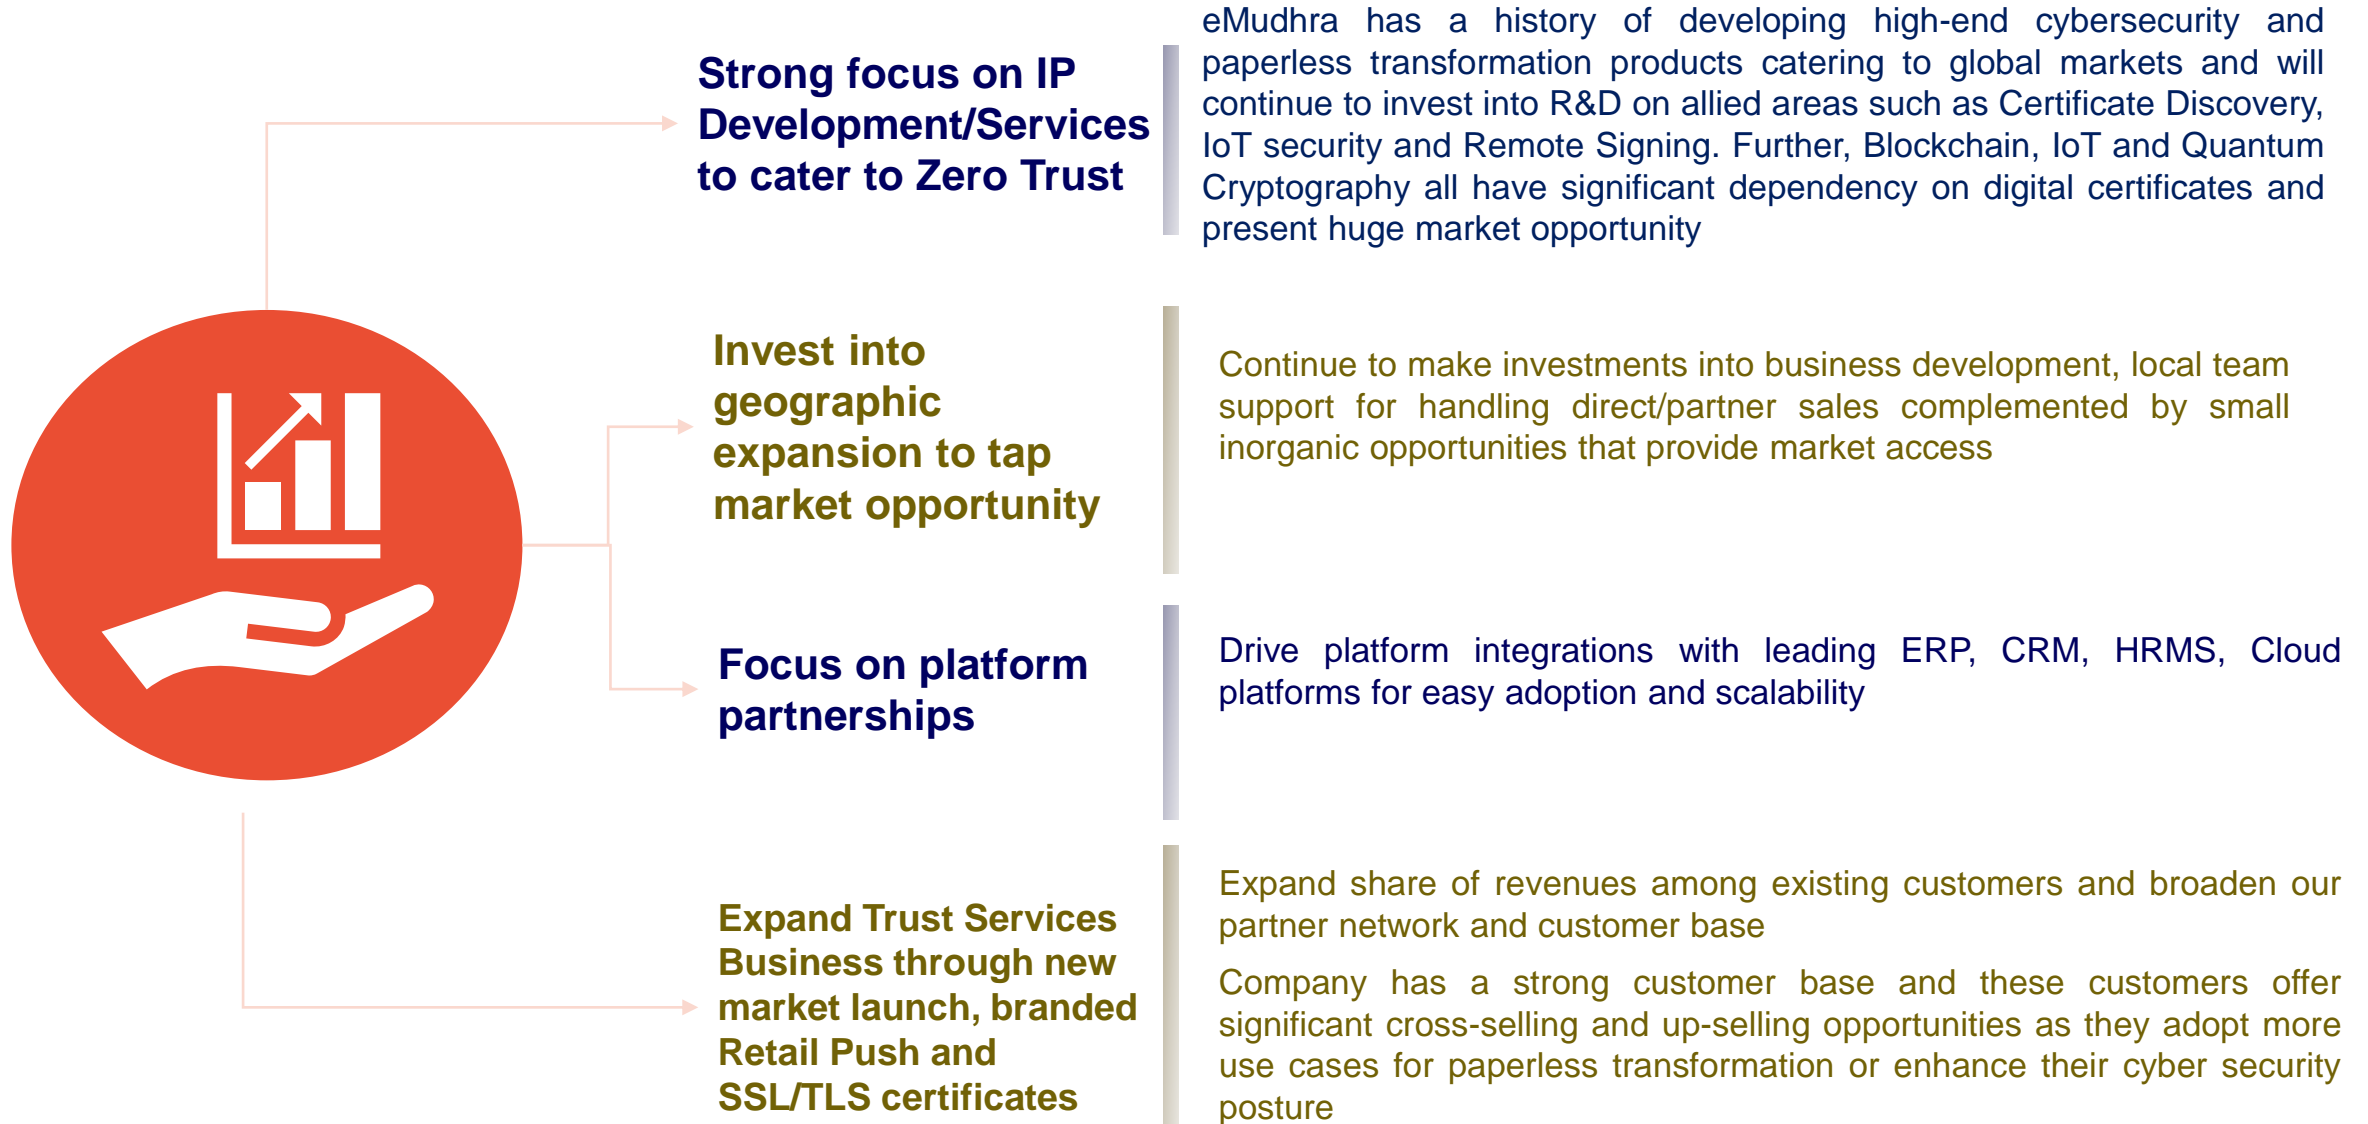 Strong focus on IP
Development/Services
to cater to Zero Trust
eMudhra has a history of developing high-end cybersecurity and
paperless transformation products catering to global markets and will
continue to invest into R&D on allied areas such as Certificate Discovery,
IoT security and Remote Signing. Further, Blockchain, IoT and Quantum
Cryptography all have significant dependency on digital certificates and
present huge market opportunity
Invest into
geographic
expansion to tap
market opportunity
Continue to make investments into business development, local team
support for handling direct/partner sales complemented by small
inorganic opportunities that provide market access
Focus on platform
partnerships
Drive platform integrations with leading ERP, CRM, HRMS, Cloud
platforms for easy adoption and scalability
Expand Trust Services
Business through new
market launch, branded
Retail Push and
SSL/TLS certificates
Expand share of revenues among existing customers and broaden our
partner network and customer base
Company has a strong customer base and these customers offer
significant cross-selling and up-selling opportunities as they adopt more
use cases for paperless transformation or enhance their cyber security
posture